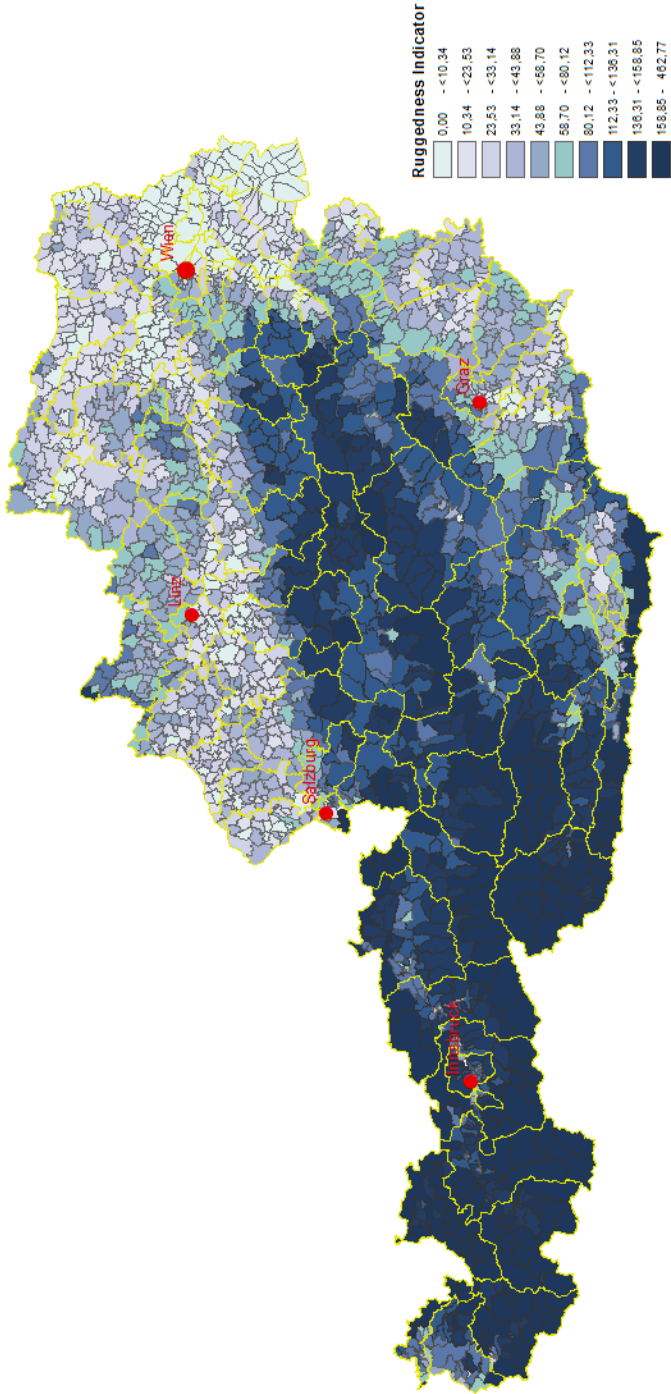 Wien
Linz
Salzburg
Graz
Innsbruck
Ruggedness Indicator
0,00 - <10,34
10,34 - <23,53
23,53 - <33,14
33,14 - <43,88
43,88 - <58,70
58,70 - <80,12
80,12 - <112,33
112,33 - <136,31
136,31 - <158,85
158,85 - 462,77